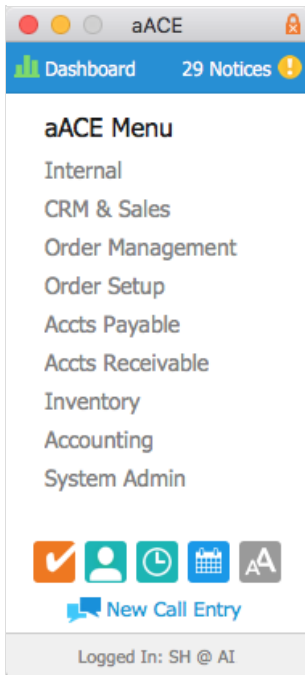 aACE
Dashboard 29 Notices
aACE Menu
Internal
CRM & Sales
Order Management
Order Setup
Accts Payable
Accts Receivable
Inventory
Accounting
System Admin
AA
New Call Entry
Logged In: SH @ AI